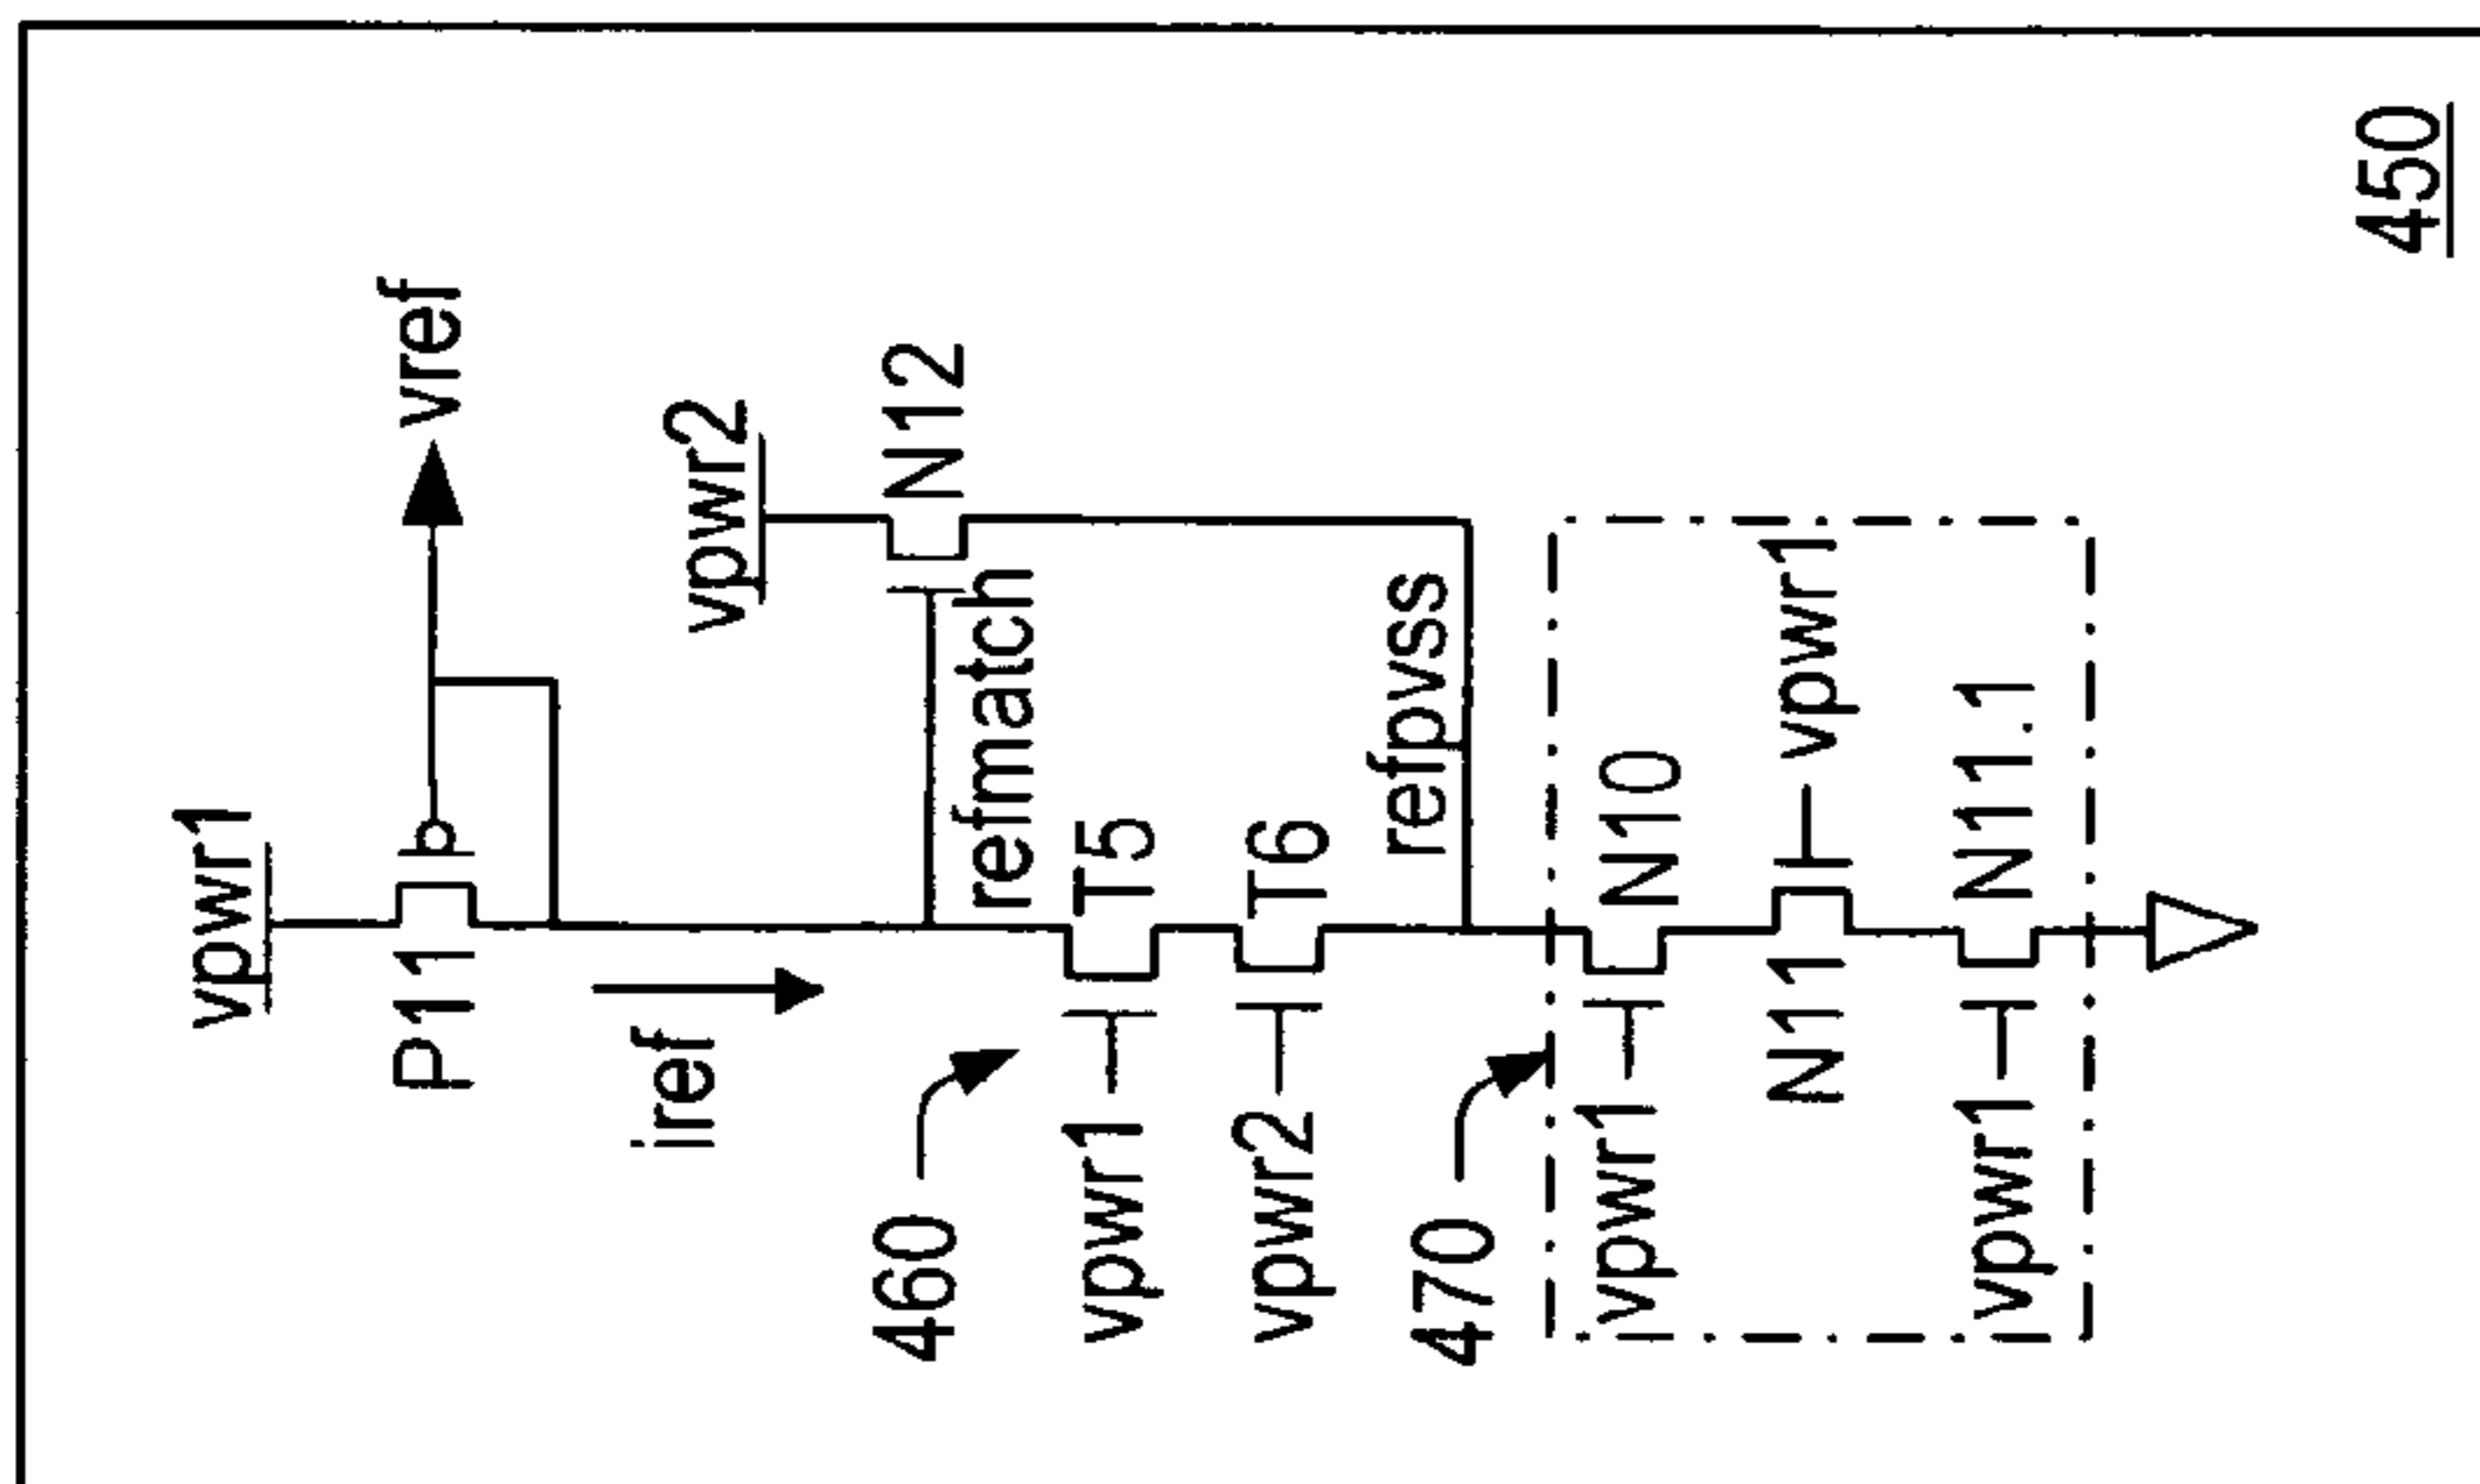 vpwr1
P11
vref
iref
vpwr2
N12
refmatch
460
vpwr1
T5
vpwr2
T6
refpvss
470
vpwr1
N10
N11
vpwr1
vpwr1
N11.1
450